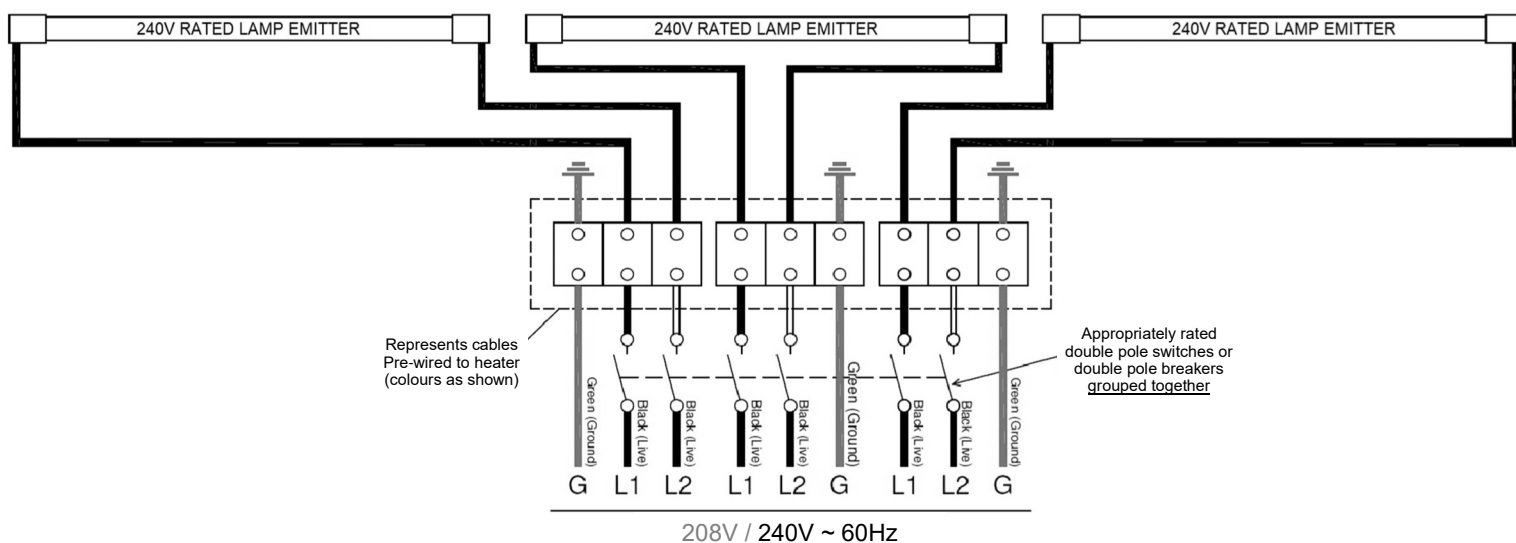 240V RATED LAMP EMITTER
240V RATED LAMP EMITTER
240V RATED LAMP EMITTER
Represents cables
Pre-wired to heater
(colours as shown)
Appropriately rated
double pole switches or
double pole breakers
grouped together
Green (Ground)
Black (Live)
Black (Live)
Black (Live)
Black (Live)
Green (Ground)
Black (Live)
Black (Live)
Green (Ground)
G L1 L2 L1 L2 G L1 L2 G
208V / 240V ~ 60Hz